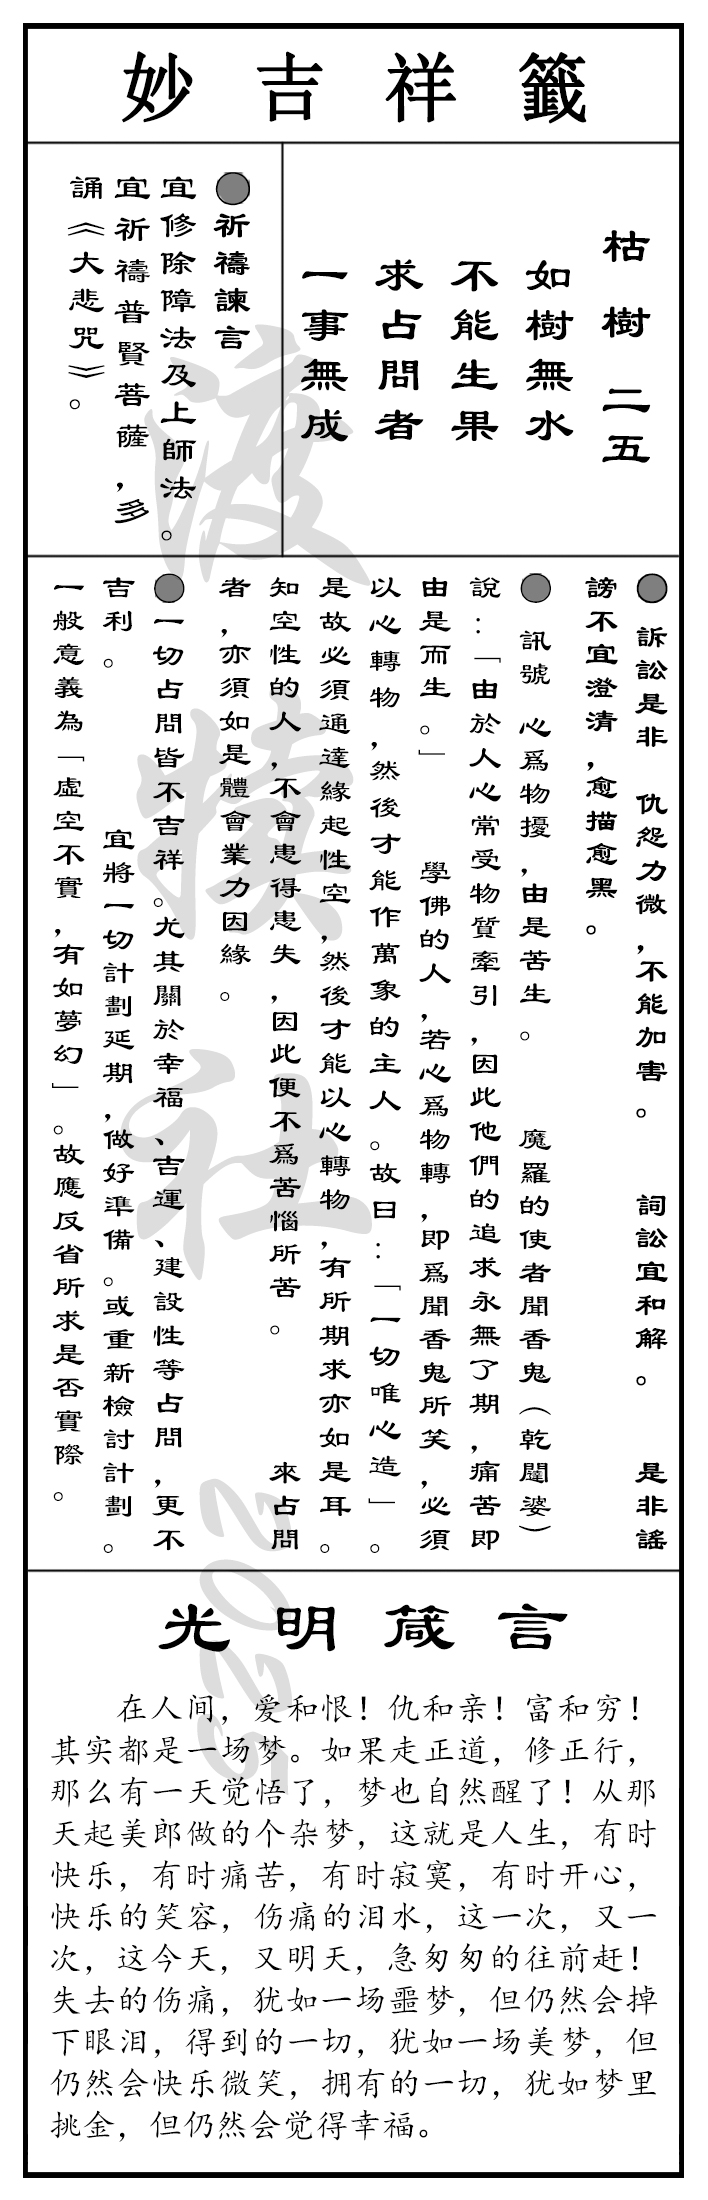 妙吉祥籤
枯樹 二五
如樹無水
不能生果
求占問者
一事無成
●祈禱諫言
宜修除障法及上師法。
宜祈禱普賢菩薩，多
誦《大悲咒》。
● 訴訟是非 仇怨力微，不能加害。 詞訟宜和解。 是非謠
謗不宜澄清，愈描愈黑。
● 訊號 心爲物擾，由是苦生。 魔羅的使者聞香鬼（乾闥婆）
說：「由於人心常受物質牽引，因此他們的追求永無了期，痛苦即
由是而生。」 學佛的人，若心爲物轉，即爲聞香鬼所笑，必須
以心轉物，然後才能作萬象的主人。故曰：「一切唯心造」。
是故必須通達緣起性空，然後才能以心轉物，有所期求亦如是耳。
知空性的人，不會患得患失，因此便不爲苦惱所苦。 來占問
者，亦須如是體會業力因緣。
●一切占問皆不吉祥。尤其關於幸福、吉運、建設性等占問，更不
吉利。 宜將一切計劃延期，做好準備。或重新檢討計劃。
一般意義為「虛空不實，有如夢幻」。故應反省所求是否實際。
光明箴言
在人间，爱和恨！仇和亲！富和穷！
其实都是一场梦。如果走正道，修正行，
那么有一天觉悟了，梦也自然醒了！从那
天起美郎做的个杂梦，这就是人生，有时
快乐，有时痛苦，有时寂寞，有时开心，
快乐的笑容，伤痛的泪水，这一次，又一
次，这今天，又明天，急匆匆的往前赶！
失去的伤痛，犹如一场噩梦，但仍然会掉
下眼泪，得到的一切，犹如一场美梦，但
仍然会快乐微笑，拥有的一切，犹如梦里
挑金，但仍然会觉得幸福。
渡犊社 2025